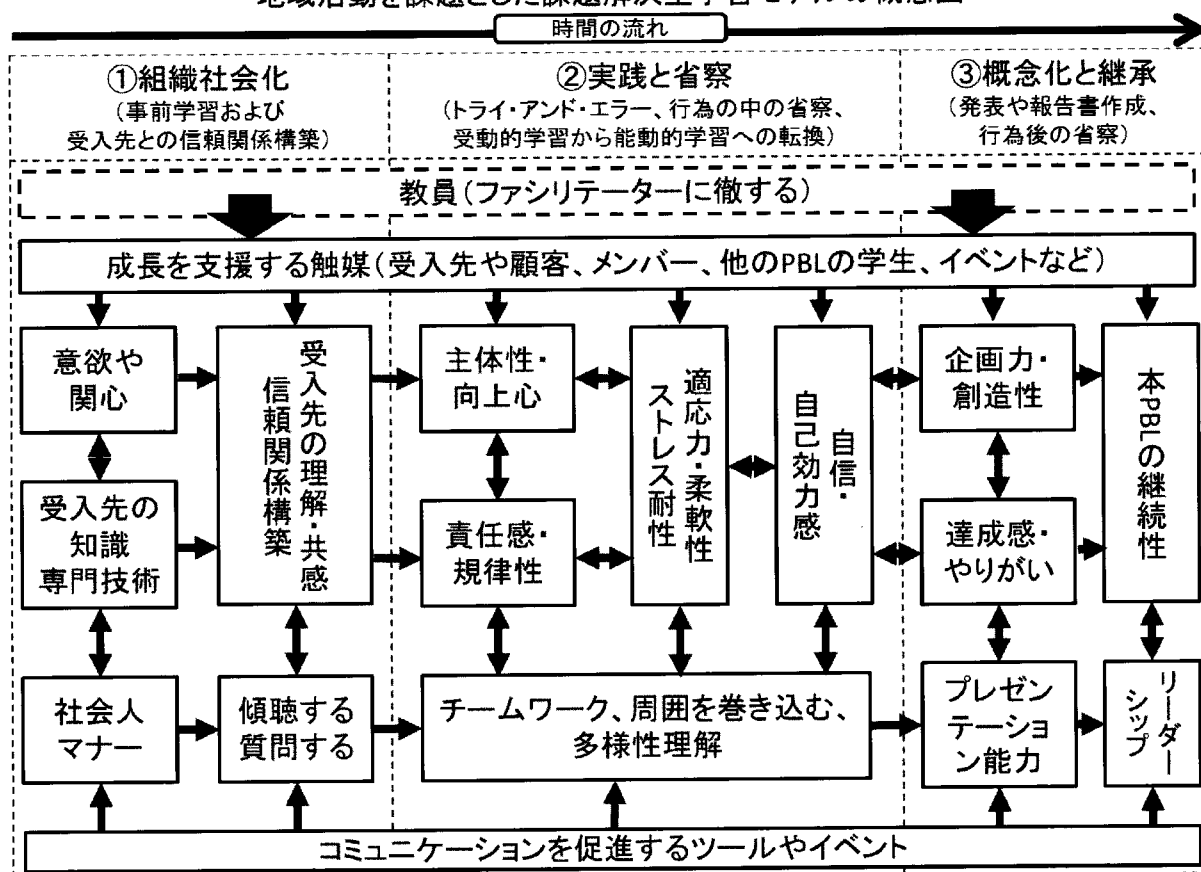 時間の流れ
①組織社会化
(事前学習および
受入先との信頼関係構築)
②実践と省察
(トライ・アンド・エラー、行為の中の省察、
受動的学習から能動的学習への転換)
③概念化と継承
(発表や報告書作成、
行為後の省察)
教員(ファシリテーターに徹する)
成長を支援する触媒(受入先や顧客、メンバー、他のPBLの学生、イベントなど)
意欲や
関心
受入先の
知識
専門技術
社会人
マナー
受入先の理解・共感
信頼関係構築
傾聴する
質問する
主体性・
向上心
責任感・
規律性
適応力・柔軟性
ストレス耐性
自信・
自己効力感
チームワーク、周囲を巻き込む、
多様性理解
企画力・
創造性
達成感・
やりがい
プレゼン
テーショ
ン能力
本PBLの継続性
リーダー
シップ
コミュニケーションを促進するツールやイベント